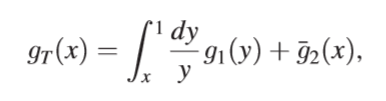 g_T(x) = ∫_x^1 dy/y g_1(y) + ḡ_2(x),